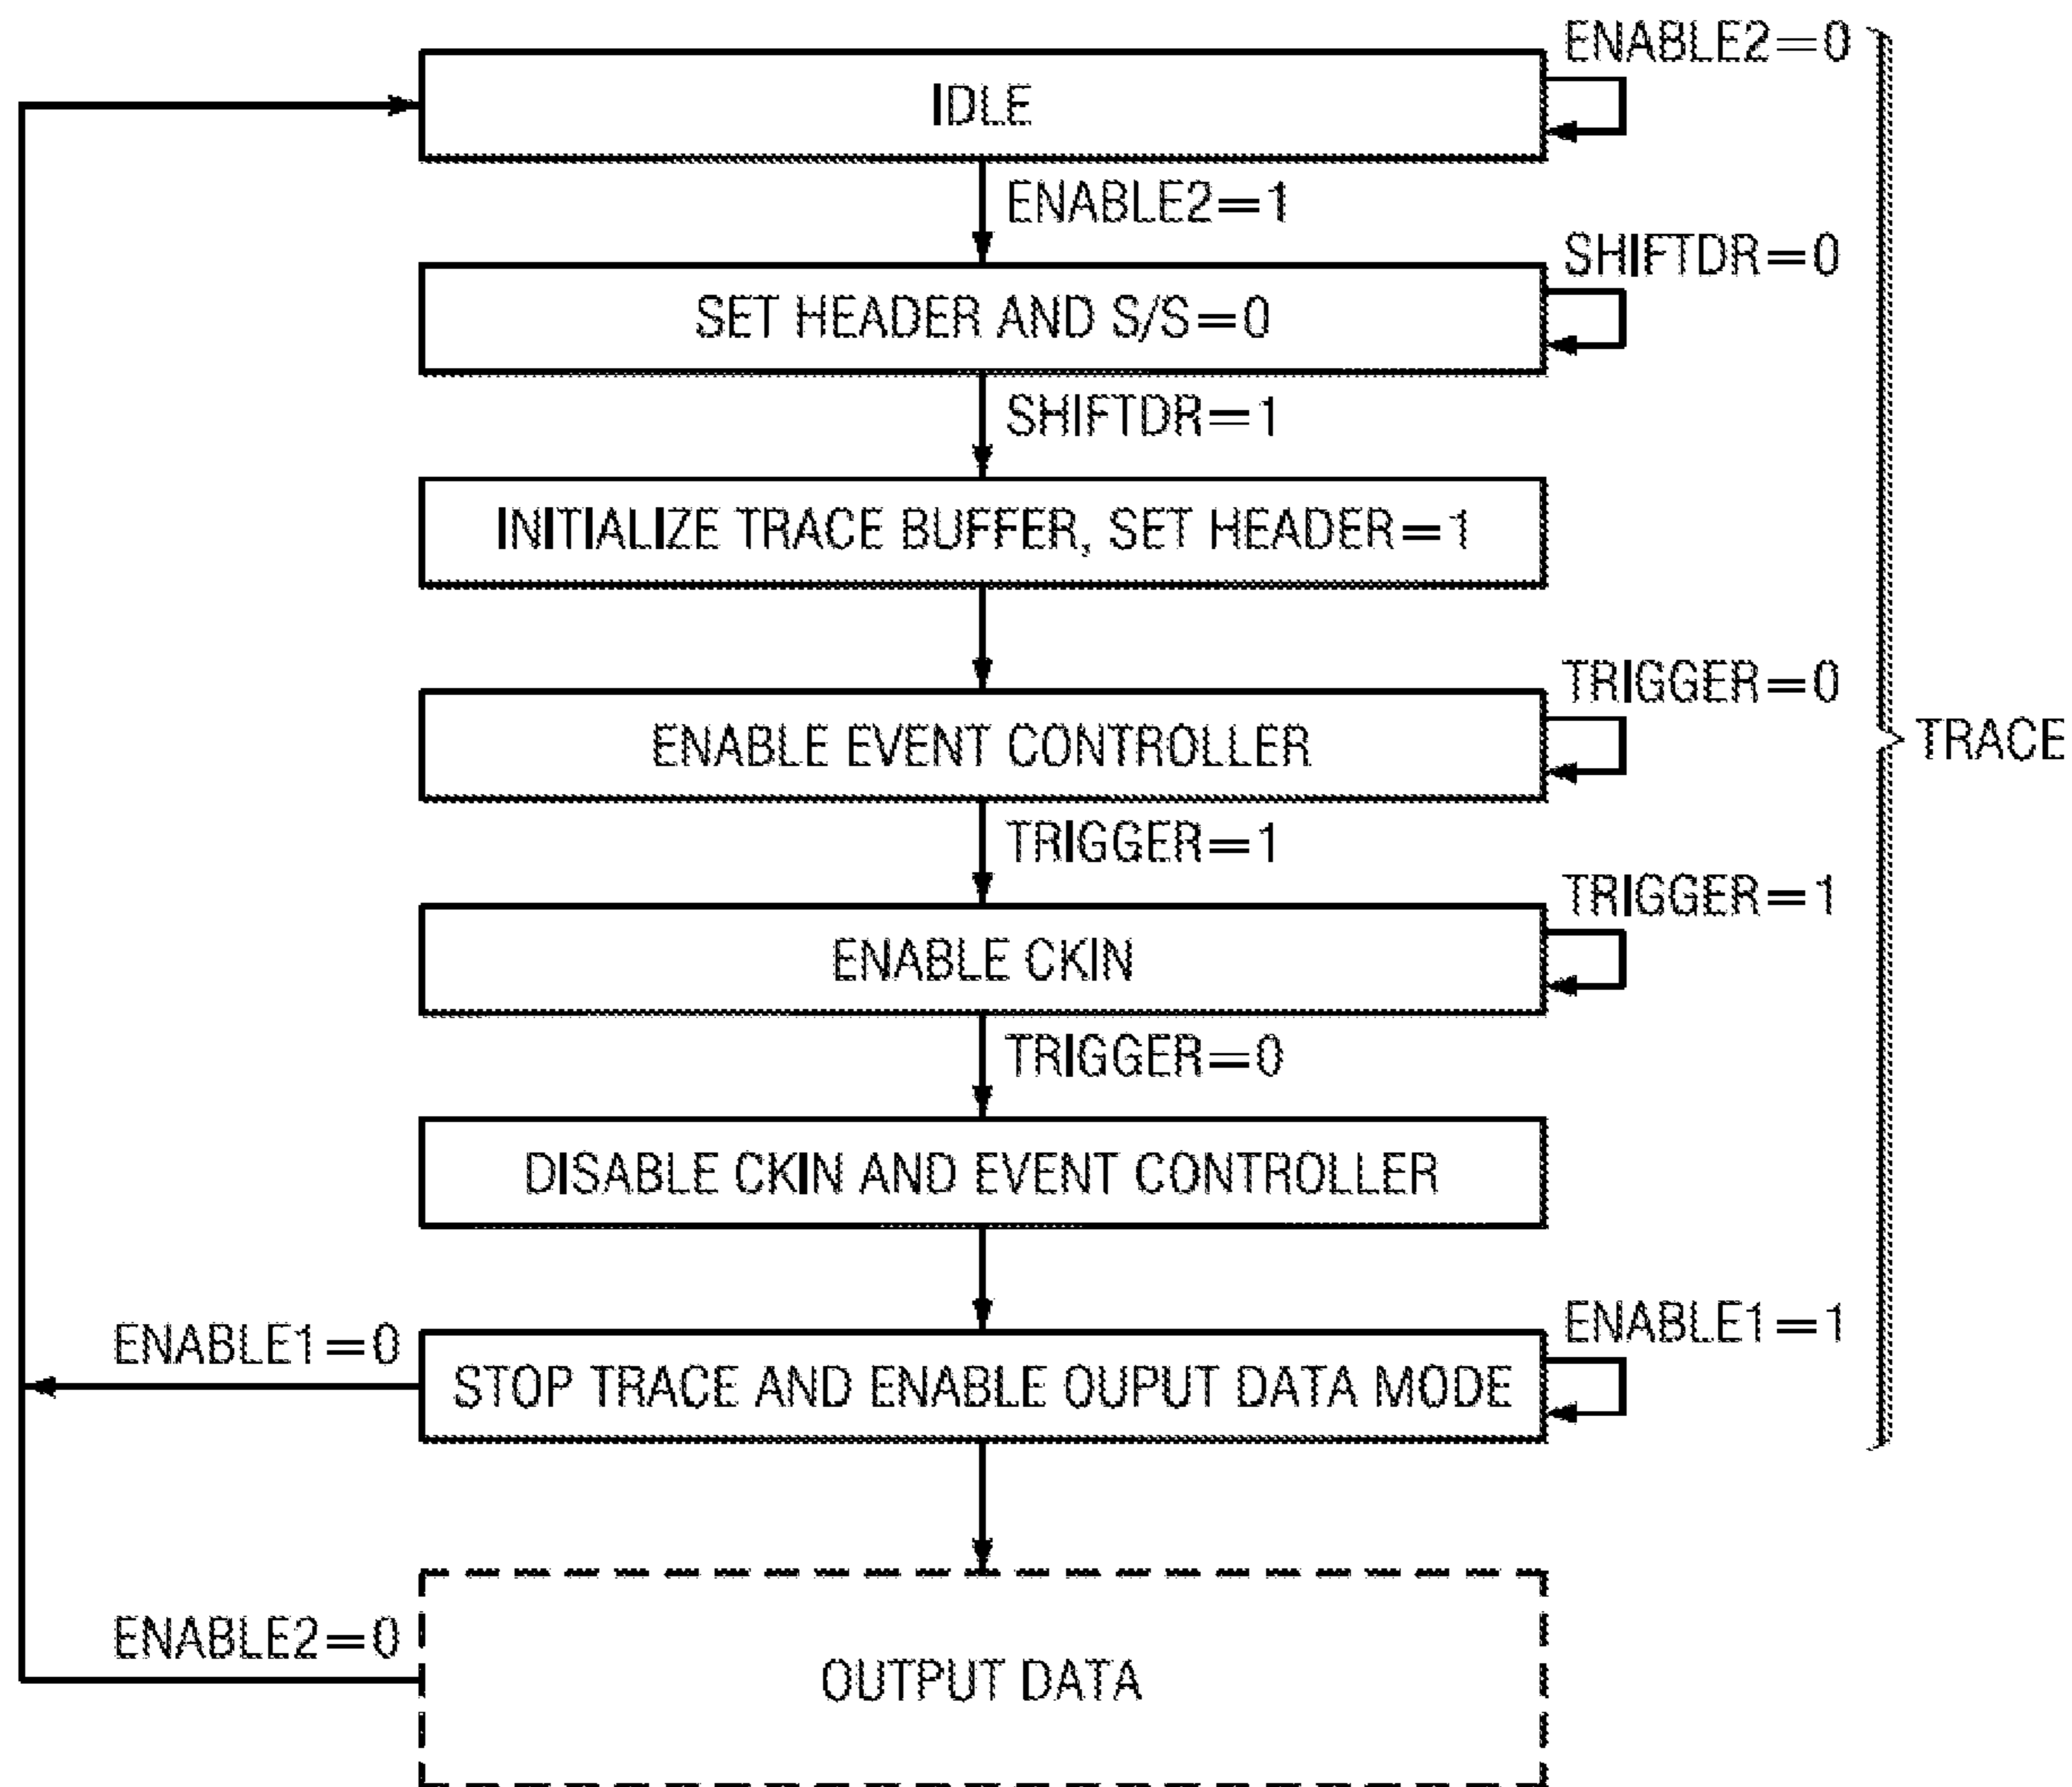 ENABLE2=0
IDLE
ENABLE2=1
SHIFTDR=0
SET HEADER AND S/S=0
SHIFTDR=1
INITIALIZE TRACE BUFFER, SET HEADER=1
TRIGGER=0
ENABLE EVENT CONTROLLER
TRACE
TRIGGER=1
TRIGGER=1
ENABLE CKIN
TRIGGER=0
DISABLE CKIN AND EVENT CONTROLLER
ENABLE1=1
ENABLE1=0
STOP TRACE AND ENABLE OUPUT DATA MODE
ENABLE2=0
OUTPUT DATA